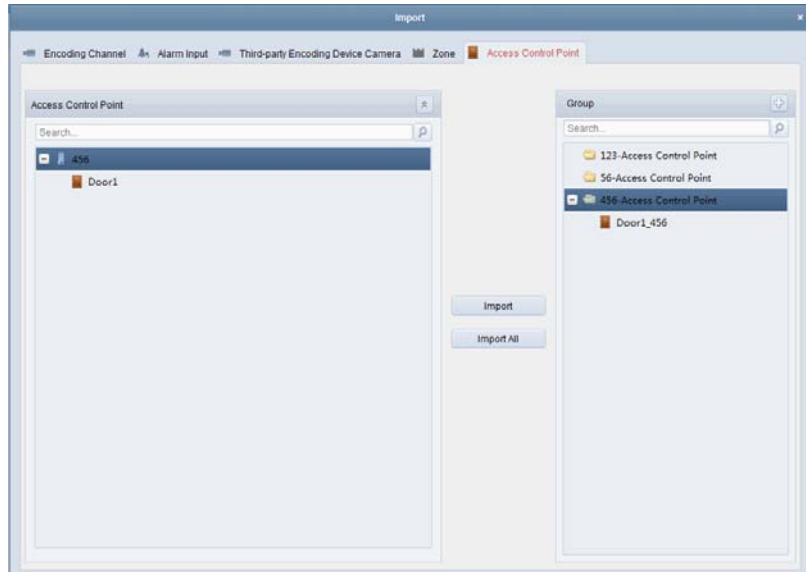 Import
Encoding Channel Alarm Input Third-party Encoding Device Camera Zone Access Control Point
Access Control Point
Search...
456
Door1
Import
Import All
Group
Search...
123-Access Control Point
56-Access Control Point
456-Access Control Point
Door1_456